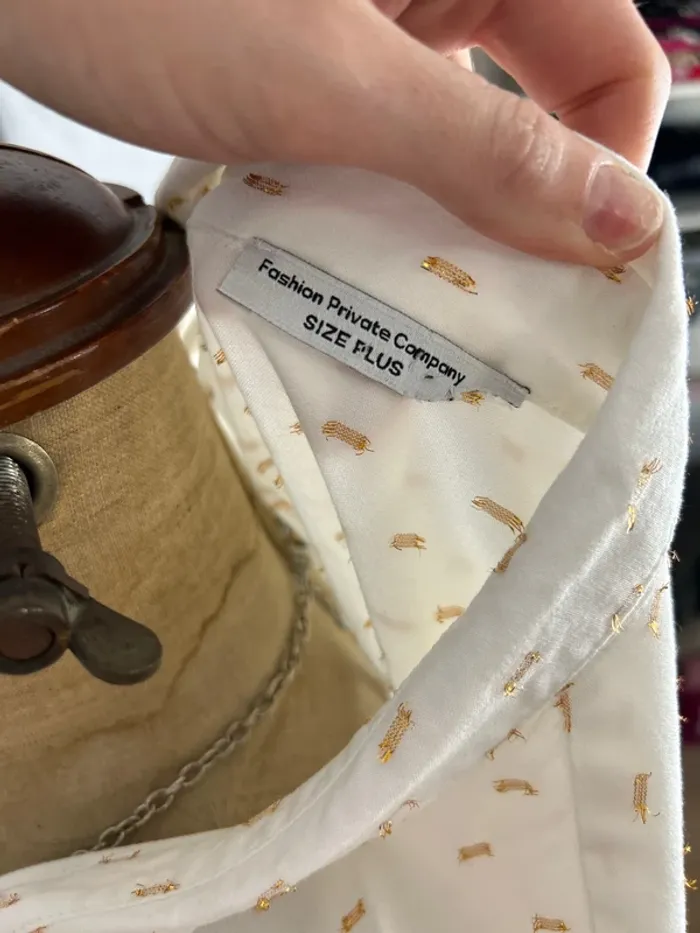 Fashion Private Company
SIZE PLUS